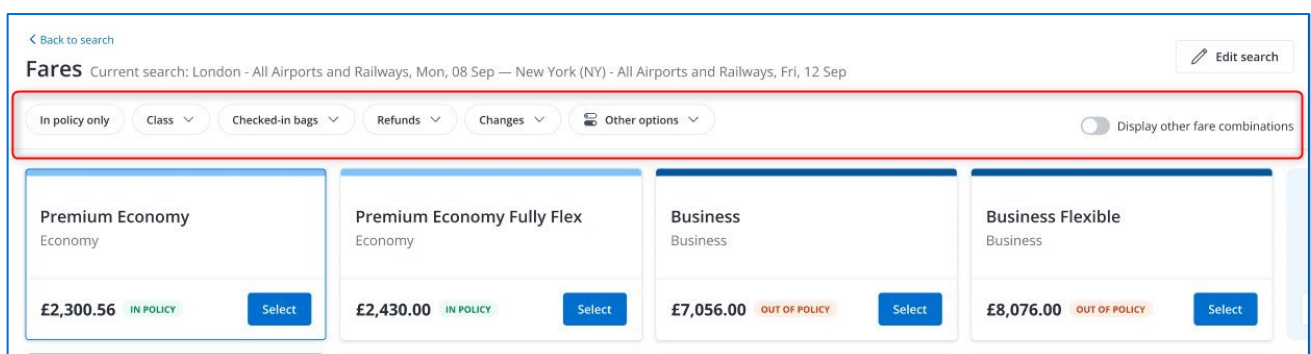 Back to search
Fares Current search: London - All Airports and Railways, Mon, 08 Sep — New York (NY) - All Airports and Railways, Fri, 12 Sep
Edit search
In policy only Class Checked-in bags Refunds Changes Other options Display other fare combinations
Premium Economy
Economy
£2,300.56 IN POLICY Select
Premium Economy Fully Flex
Economy
£2,430.00 IN POLICY Select
Business
Business
£7,056.00 OUT OF POLICY Select
Business Flexible
Business
£8,076.00 OUT OF POLICY Select